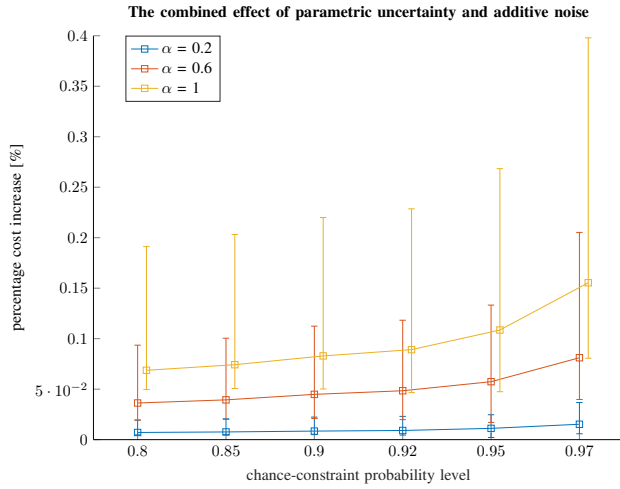 The combined effect of parametric uncertainty and additive noise
0.4
0.35
0.3
0.25
0.2
0.15
0.1
5 · 10⁻²
0
percentage cost increase [%]
α = 0.2
α = 0.6
α = 1
0.8 0.85 0.9 0.92 0.95 0.97
chance-constraint probability level